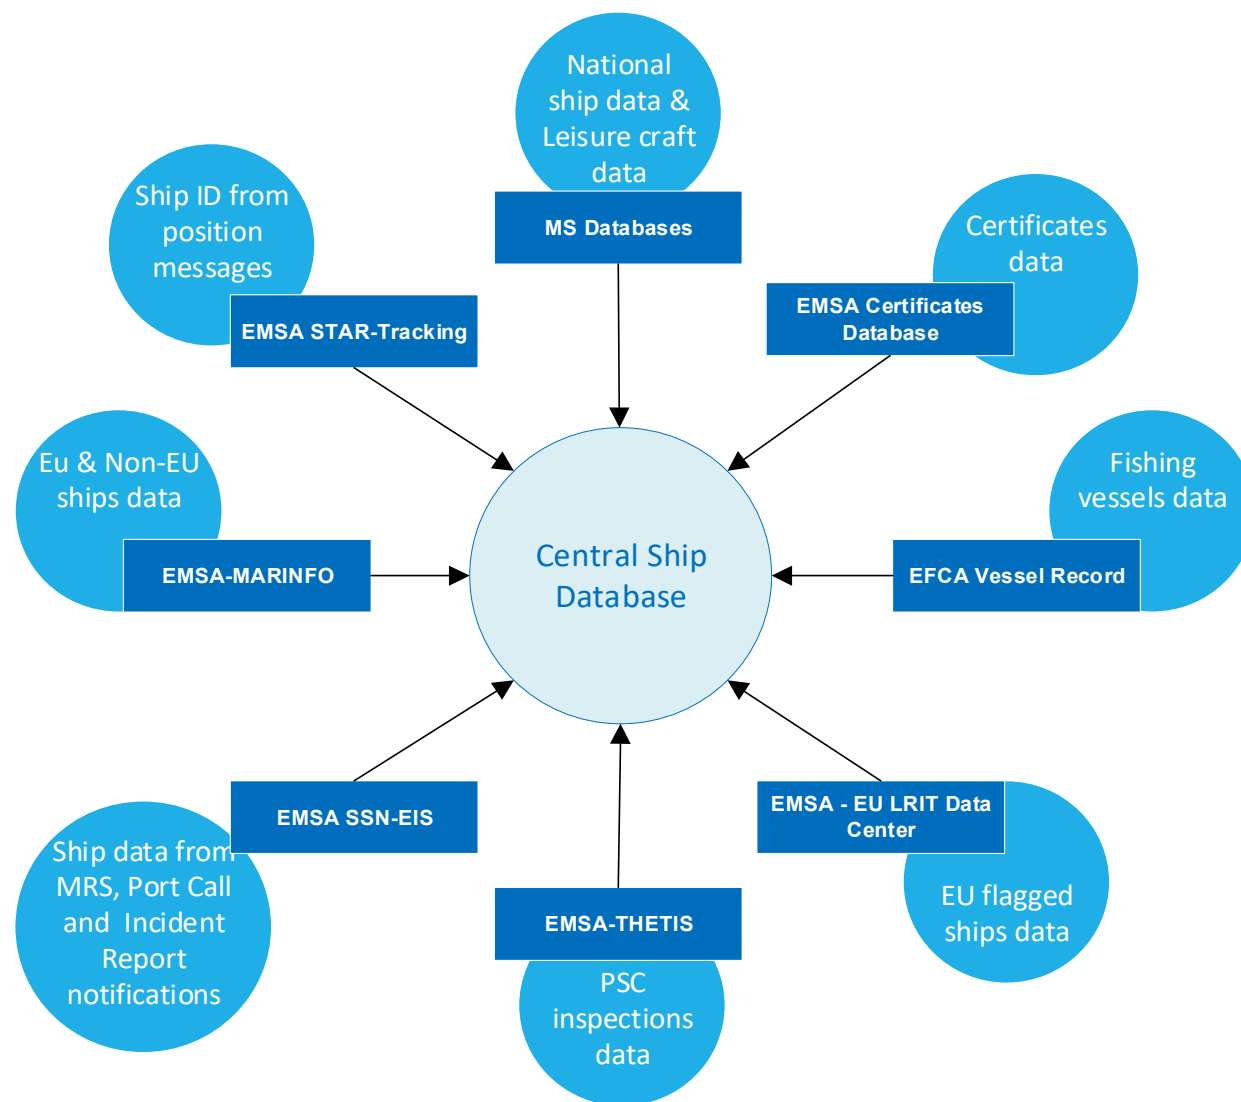 National
ship data &
Leisure craft
data
MS Databases
Ship ID from
position
messages
EMSA STAR-Tracking
Certificates
data
EMSA Certificates
Database
Eu & Non-EU
ships data
EMSA-MARINFO
Central Ship
Database
Fishing
vessels data
EFCA Vessel Record
EMSA SSN-EIS
Ship data from
MRS, Port Call
and Incident
Report
notifications
EMSA-THETIS
PSC
inspections
data
EMSA - EU LRIT Data
Center
EU flagged
ships data